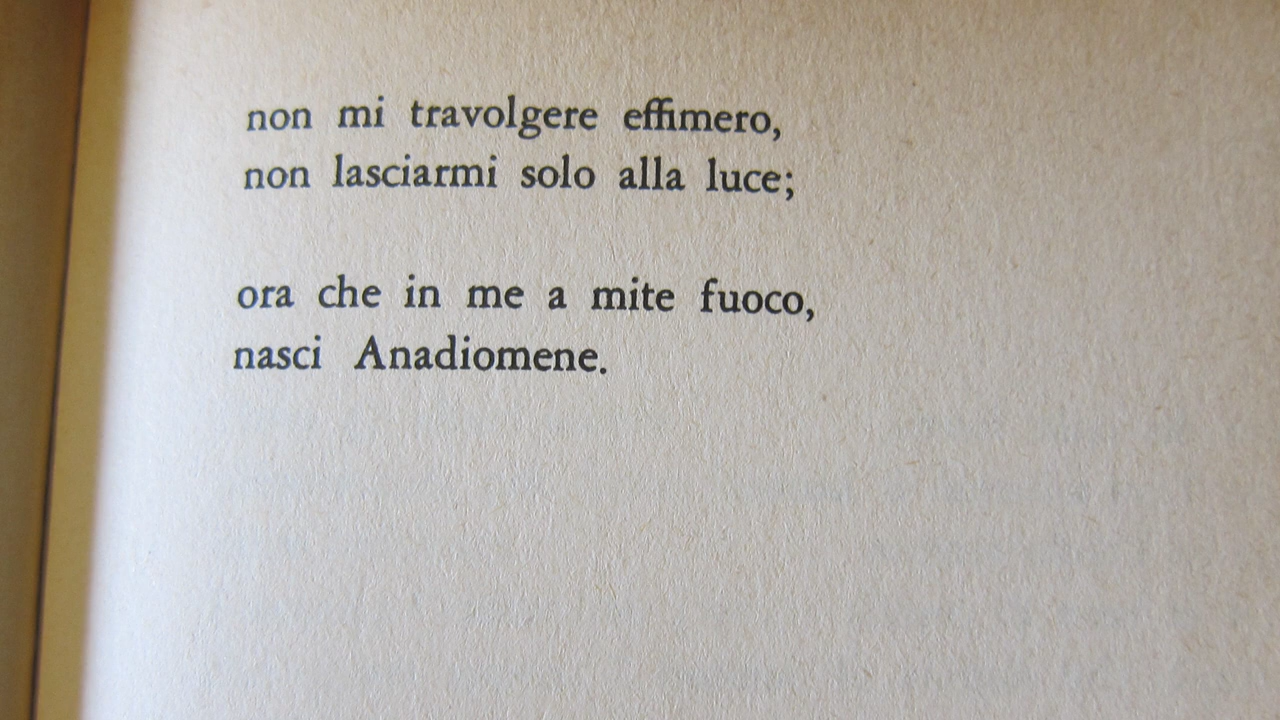 non mi travolgere effimero,
non lasciarmi solo alla luce;
ora che in me a mite fuoco,
nasci Anadiomene.